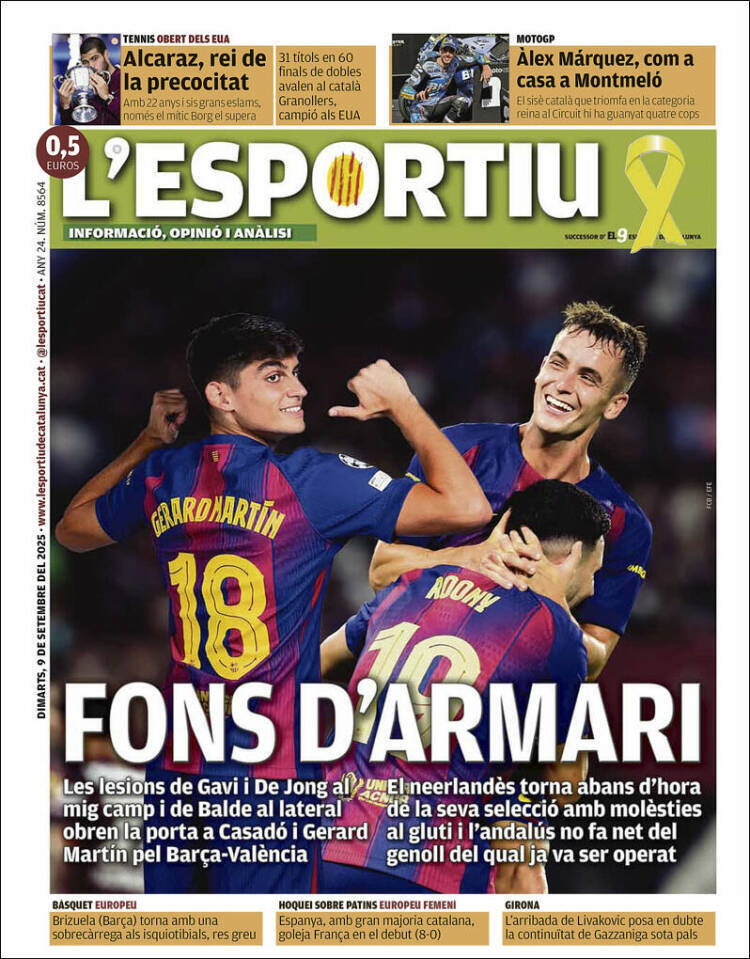 TENNIS OBERT DELS EUA
Alcaraz, rei de
la precocitat
Amb 22 anys i sis grans eslams,
només el mític Borg el supera
31 títols en 60
finals de dobles
avalen al català
Granollers,
campió als EUA
MOTOGP
Àlex Márquez, com a
casa a Montmeló
El sisè català que triomfa en la categoria
reina al Circuit hi ha guanyat quatre cops
0,5
EUROS
L'ESPORTIU
INFORMACIÓ, OPINIÓ I ANÀLISI
SUCCESSOR D' EL 9
DIMARTS, 9 DE SETEMBRE DEL 2025 · www.lesportiudecatalunya.cat · @lesportiucat · ANY 24. NÚM. 8564
FCB / EFE
GERARD MARTÍN
18
ROONY
19
FONS D'ARMARI
Les lesions de Gavi i De Jong al
mig camp i de Balde al lateral
obren la porta a Casadó i Gerard
Martín pel Barça-València
El neerlandès torna abans d'hora
de la seva selecció amb molèsties
al gluti i l'andalús no fa net del
genoll del qual ja va ser operat
BÀSQUET EUROPEU
Brizuela (Barça) torna amb una
sobrecàrrega als isquiotibials, res greu
HOQUEI SOBRE PATINS EUROPEU FEMENÍ
Espanya, amb gran majoria catalana,
goleja França en el debut (8-0)
GIRONA
L'arribada de Livakovic posa en dubte
la continuïtat de Gazzaniga sota pals